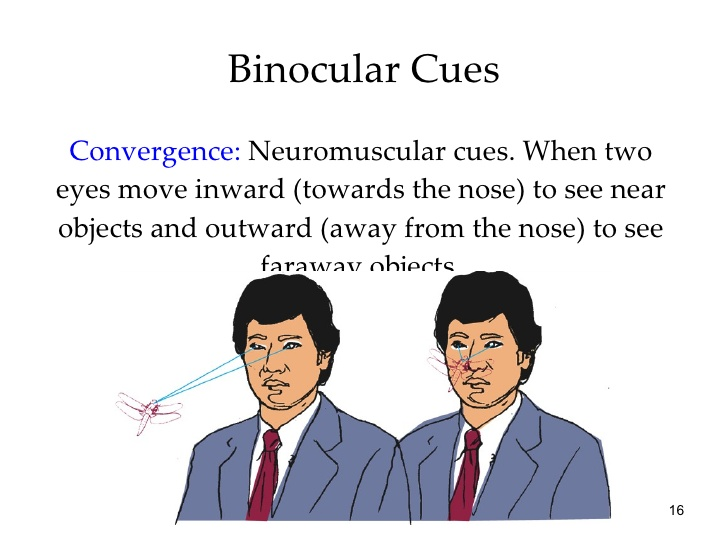 Binocular Cues
Convergence: Neuromuscular cues. When two
eyes move inward (towards the nose) to see near
objects and outward (away from the nose) to see
faraway objects
16